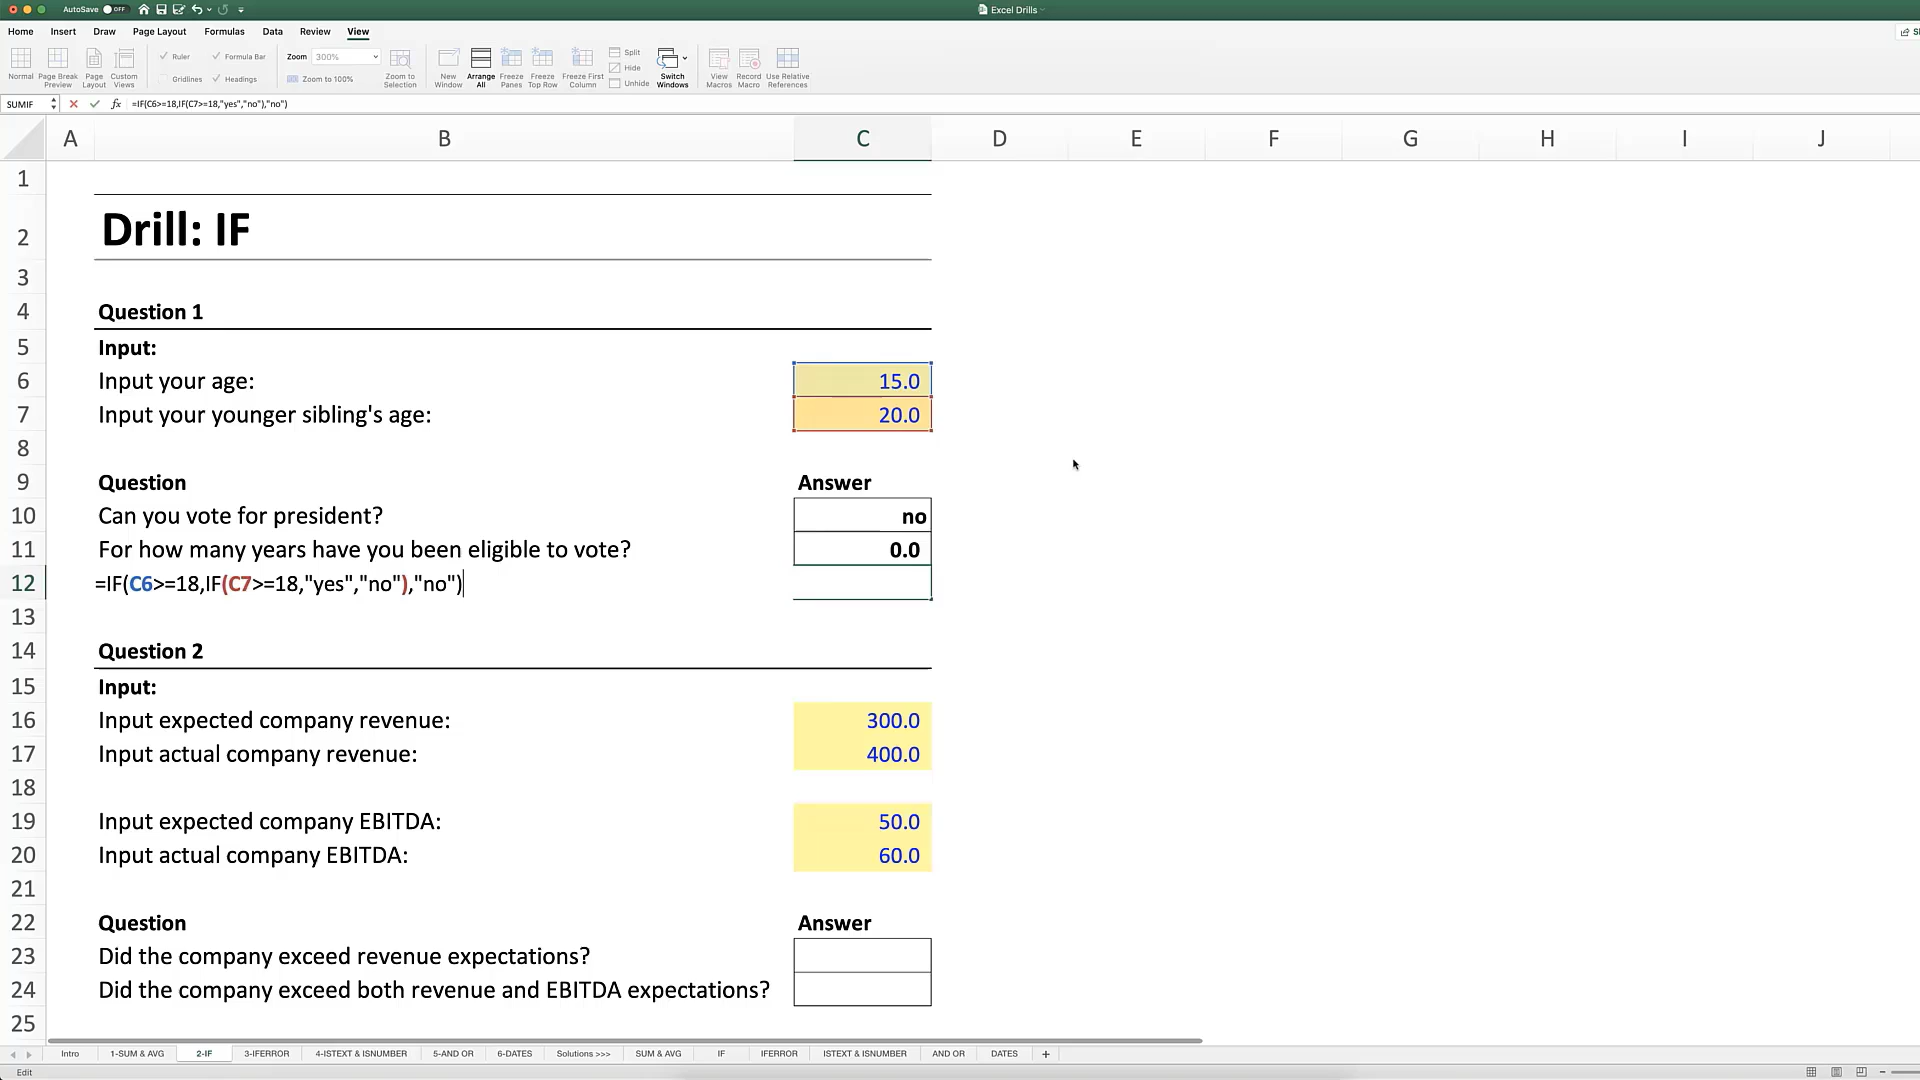 AutoSave OFF
Excel Drills
Home Insert Draw Page Layout Formulas Data Review View
Normal Page Break Preview Page Layout Custom Views
Ruler Formula Bar
Gridlines Headings
Zoom 300%
Zoom to 100%
Zoom to Selection
New Window Arrange All Freeze Panes Freeze Top Row Freeze First Column
Split
Hide
Unhide
Switch Windows
View Macros Record Macro Use Relative References
SUMIF fx =IF(C6>=18,IF(C7>=18,"yes","no"),"no")
A B C D E F G H I J
1
2 Drill: IF
3
4 Question 1
5 Input:
6 Input your age: 15.0
7 Input your younger sibling's age: 20.0
8
9 Question Answer
10 Can you vote for president? no
11 For how many years have you been eligible to vote? 0.0
12 =IF(C6>=18,IF(C7>=18,"yes","no"),"no")
13
14 Question 2
15 Input:
16 Input expected company revenue: 300.0
17 Input actual company revenue: 400.0
18
19 Input expected company EBITDA: 50.0
20 Input actual company EBITDA: 60.0
21
22 Question Answer
23 Did the company exceed revenue expectations?
24 Did the company exceed both revenue and EBITDA expectations?
25
Intro 1-SUM & AVG 2-IF 3-IFERROR 4-ISTEXT & ISNUMBER 5-AND OR 6-DATES Solutions >>> SUM & AVG IF IFERROR ISTEXT & ISNUMBER AND OR DATES +
Edit